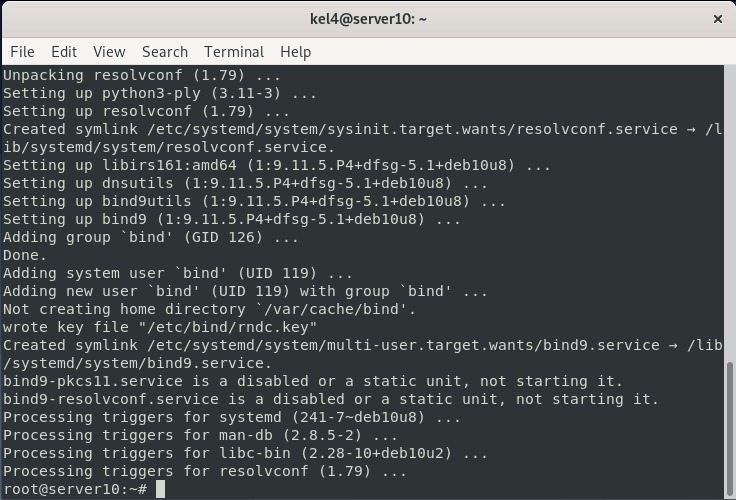 kel4@server10: ~
×
File Edit View Search Terminal Help
Unpacking resolvconf (1.79) ...
Setting up python3-ply (3.11-3) ...
Setting up resolvconf (1.79) ...
Created symlink /etc/systemd/system/sysinit.target.wants/resolvconf.service → /l
ib/systemd/system/resolvconf.service.
Setting up libirs161:amd64 (1:9.11.5.P4+dfsg-5.1+deb10u8) ...
Setting up dnsutils (1:9.11.5.P4+dfsg-5.1+deb10u8) ...
Setting up bind9utils (1:9.11.5.P4+dfsg-5.1+deb10u8) ...
Setting up bind9 (1:9.11.5.P4+dfsg-5.1+deb10u8) ...
Adding group `bind' (GID 126) ...
Done.
Adding system user `bind' (UID 119) ...
Adding new user `bind' (UID 119) with group `bind' ...
Not creating home directory `/var/cache/bind'.
wrote key file "/etc/bind/rndc.key"
Created symlink /etc/systemd/system/multi-user.target.wants/bind9.service → /lib
/systemd/system/bind9.service.
bind9-pkcs11.service is a disabled or a static unit, not starting it.
bind9-resolvconf.service is a disabled or a static unit, not starting it.
Processing triggers for systemd (241-7~deb10u8) ...
Processing triggers for man-db (2.8.5-2) ...
Processing triggers for libc-bin (2.28-10+deb10u2) ...
Processing triggers for resolvconf (1.79) ...
root@server10:~#